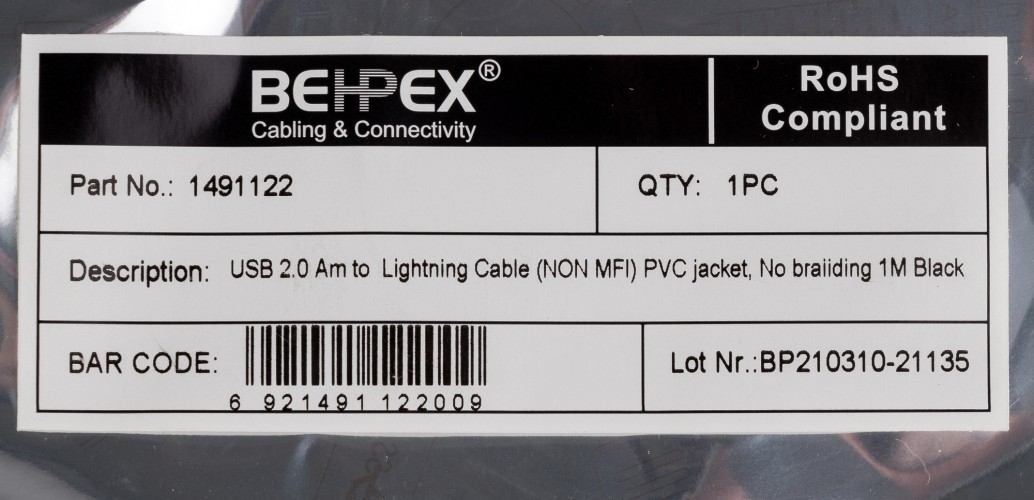 BEHPEX®
Cabling & Connectivity
RoHS
Compliant
Part No.: 1491122
QTY: 1PC
Description: USB 2.0 Am to Lightning Cable (NON MFI) PVC jacket, No braiiding 1M Black
BAR CODE:
6 921491 122009
Lot Nr.:BP210310-21135